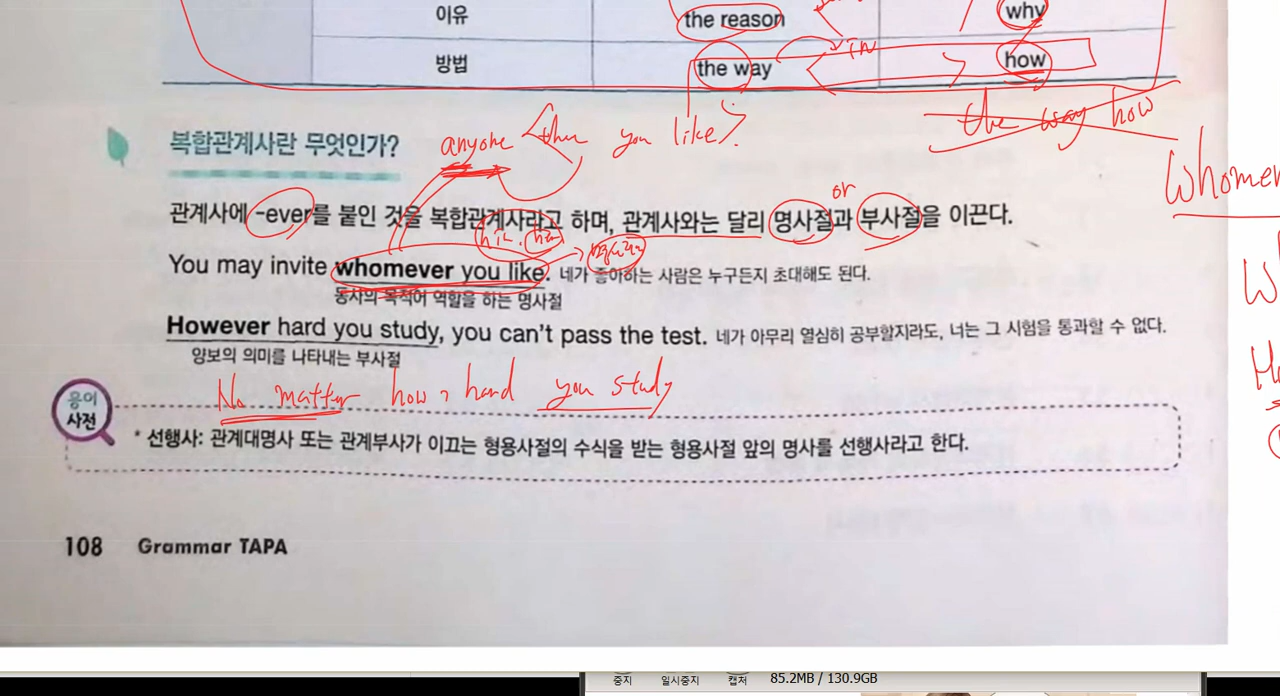 이유 the reason why
방법 the way how
in
the way how
복합관계사란 무엇인가?
anyone you like?
or
Whomev
관계사에 -ever를 붙인 것을 복합관계사라고 하며, 관계사와는 달리 명사절과 부사절을 이끈다.
You may invite whomever you like. 네가 좋아하는 사람은 누구든지 초대해도 된다.
동사의 목적어 역할을 하는 명사절
However hard you study, you can't pass the test. 네가 아무리 열심히 공부할지라도, 너는 그 시험을 통과할 수 없다.
양보의 의미를 나타내는 부사절
No matter how, hard you study
용어
사전
* 선행사: 관계대명사 또는 관계부사가 이끄는 형용사절의 수식을 받는 형용사절 앞의 명사를 선행사라고 한다.
108 Grammar TAPA
중지 일시중지 캡처 85.2MB / 130.9GB